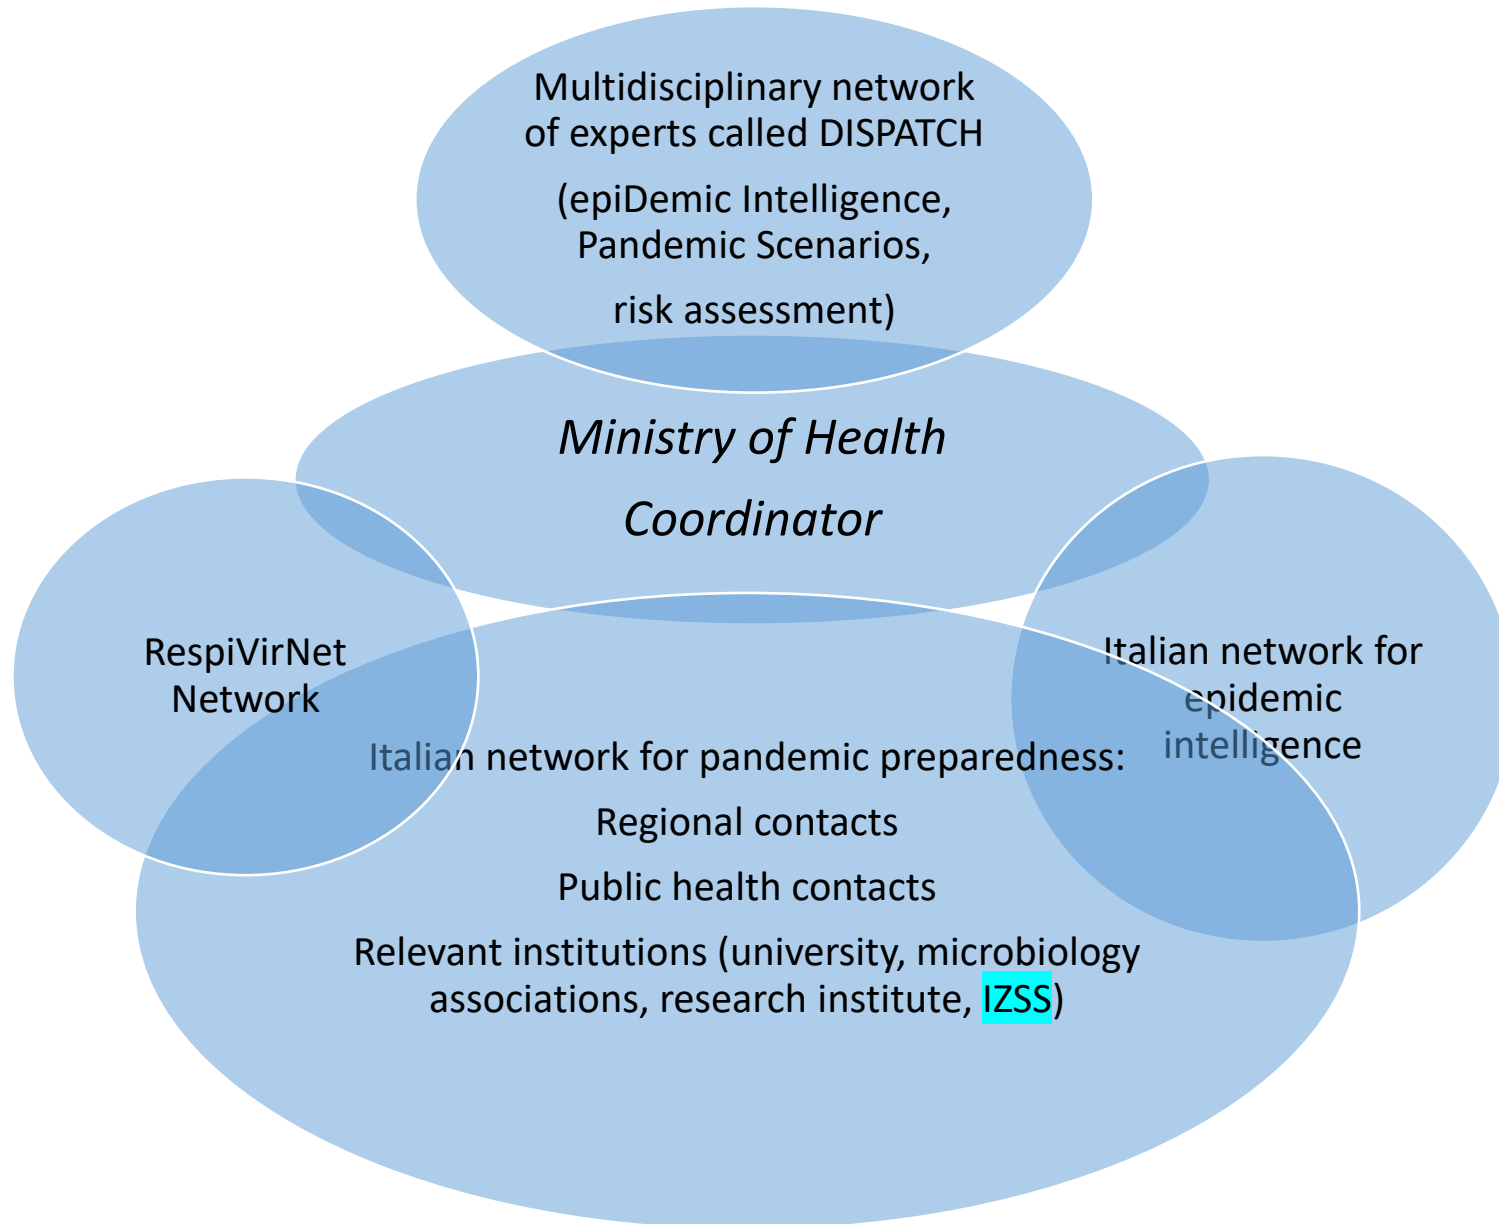 Multidisciplinary network
of experts called DISPATCH
(epiDemic Intelligence,
Pandemic Scenarios,
risk assessment)
Ministry of Health
Coordinator
RespiVirNet
Network
Italian network for
epidemic
intelligence
Italian network for pandemic preparedness:
Regional contacts
Public health contacts
Relevant institutions (university, microbiology
associations, research institute, IZSS)